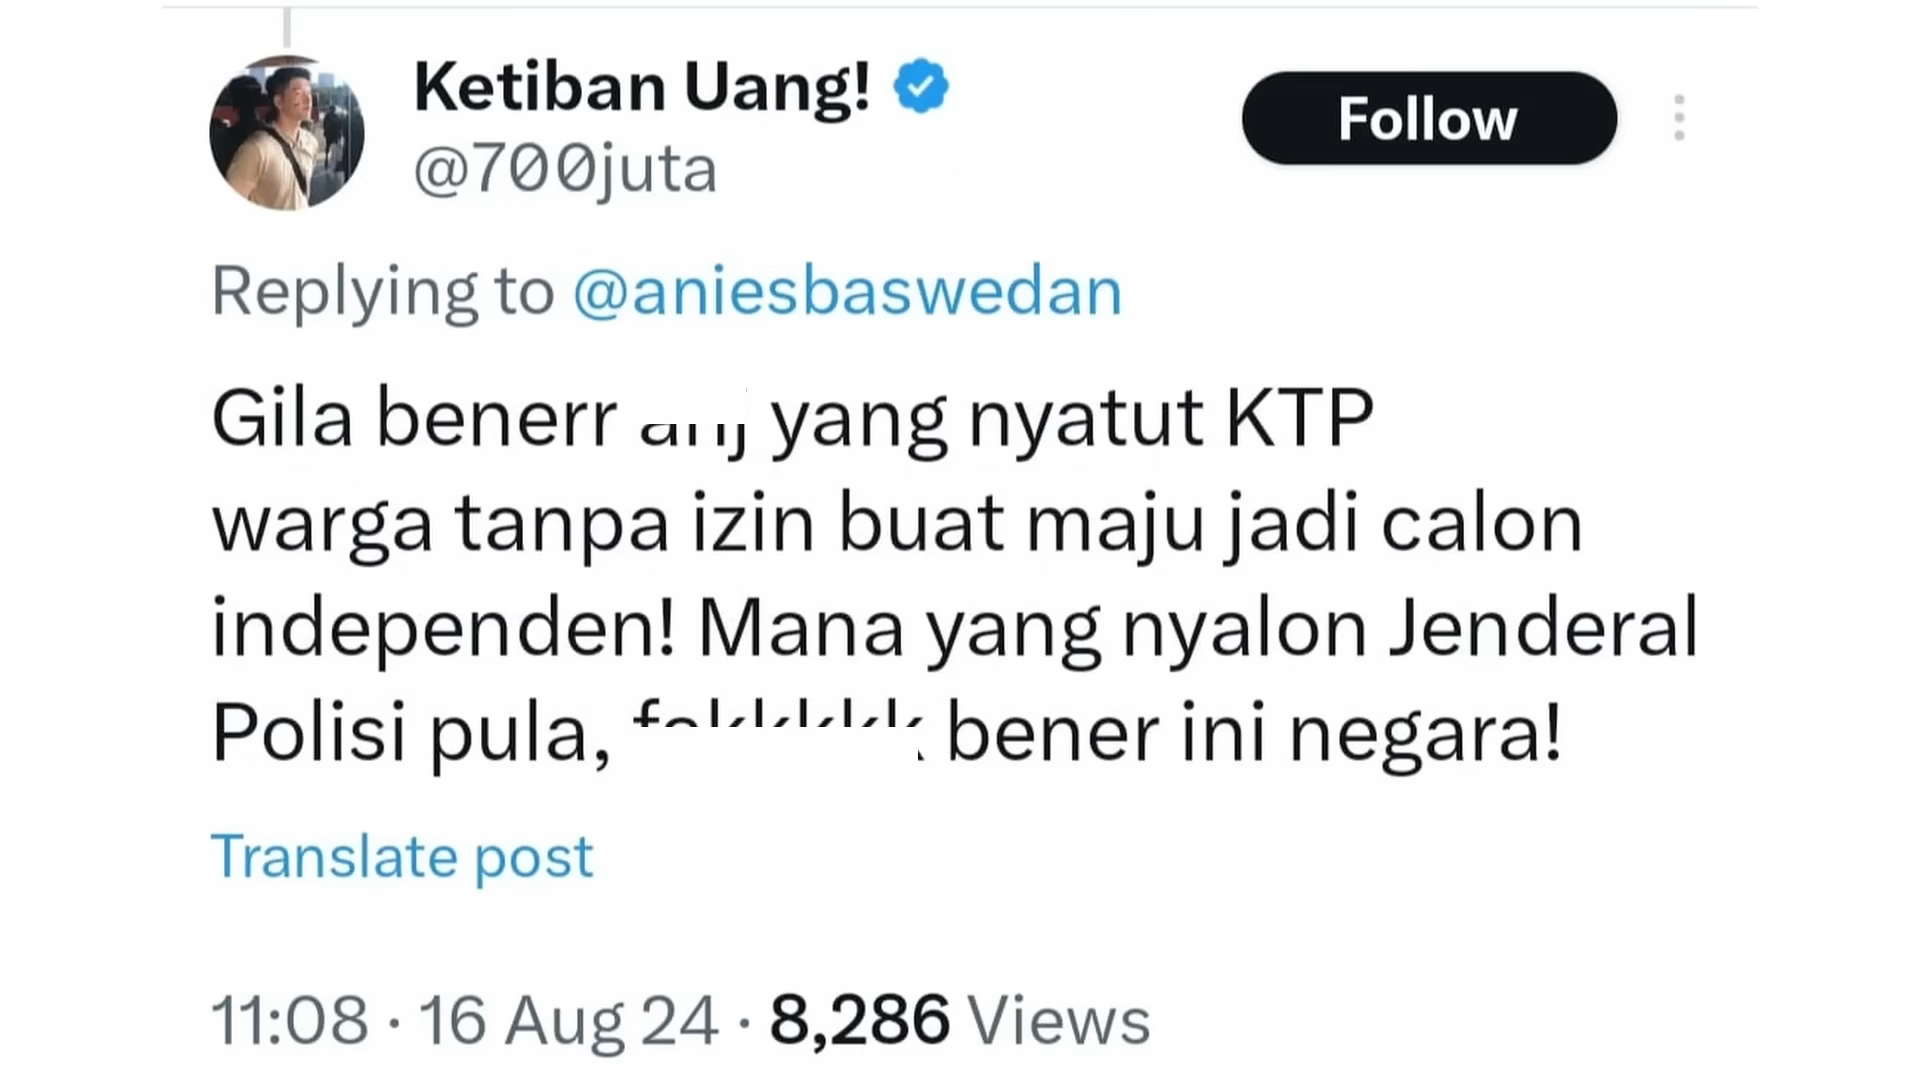 Ketiban Uang!
@700juta
Follow
Replying to @aniesbaswedan
Gila benerr yang nyatut KTP
warga tanpa izin buat maju jadi calon
independen! Mana yang nyalon Jenderal
Polisi pula, bener ini negara!
Translate post
11:08 · 16 Aug 24 · 8,286 Views